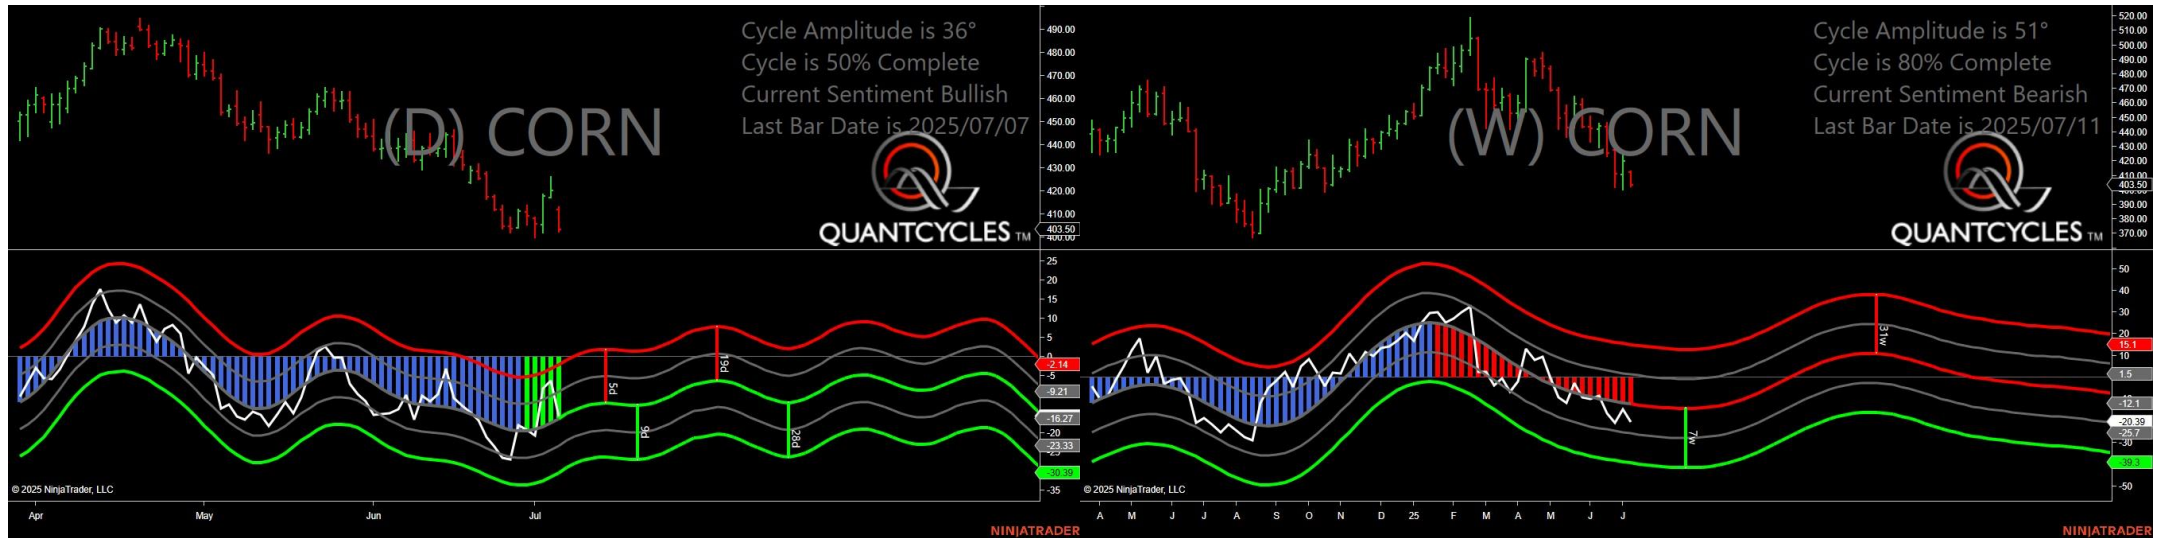 Cycle Amplitude is 36°
Cycle is 50% Complete
Current Sentiment Bullish
Last Bar Date is 2025/07/07
(D) CORN
QUANTCYCLES TM
490.00
480.00
470.00
460.00
450.00
440.00
430.00
420.00
410.00
403.50
400.00
25
20
15
10
5
0
-2.14
-5
-9.21
-16.27
-20
-23.33
-25
-30.39
-35
5d
9d
19d
28d
© 2025 NinjaTrader, LLC
Apr
May
Jun
Jul
NINJATRADER
Cycle Amplitude is 51°
Cycle is 80% Complete
Current Sentiment Bearish
Last Bar Date is 2025/07/11
(W) CORN
QUANTCYCLES TM
520.00
510.00
500.00
490.00
480.00
470.00
460.00
450.00
440.00
430.00
420.00
410.00
403.50
390.00
380.00
370.00
50
40
30
20
15.1
10
1.5
-12.1
-20.39
-25.7
-30
-39.3
-50
7w
31w
© 2025 NinjaTrader, LLC
A
M
J
J
A
S
O
N
D
25
F
M
A
M
J
J
NINJATRADER